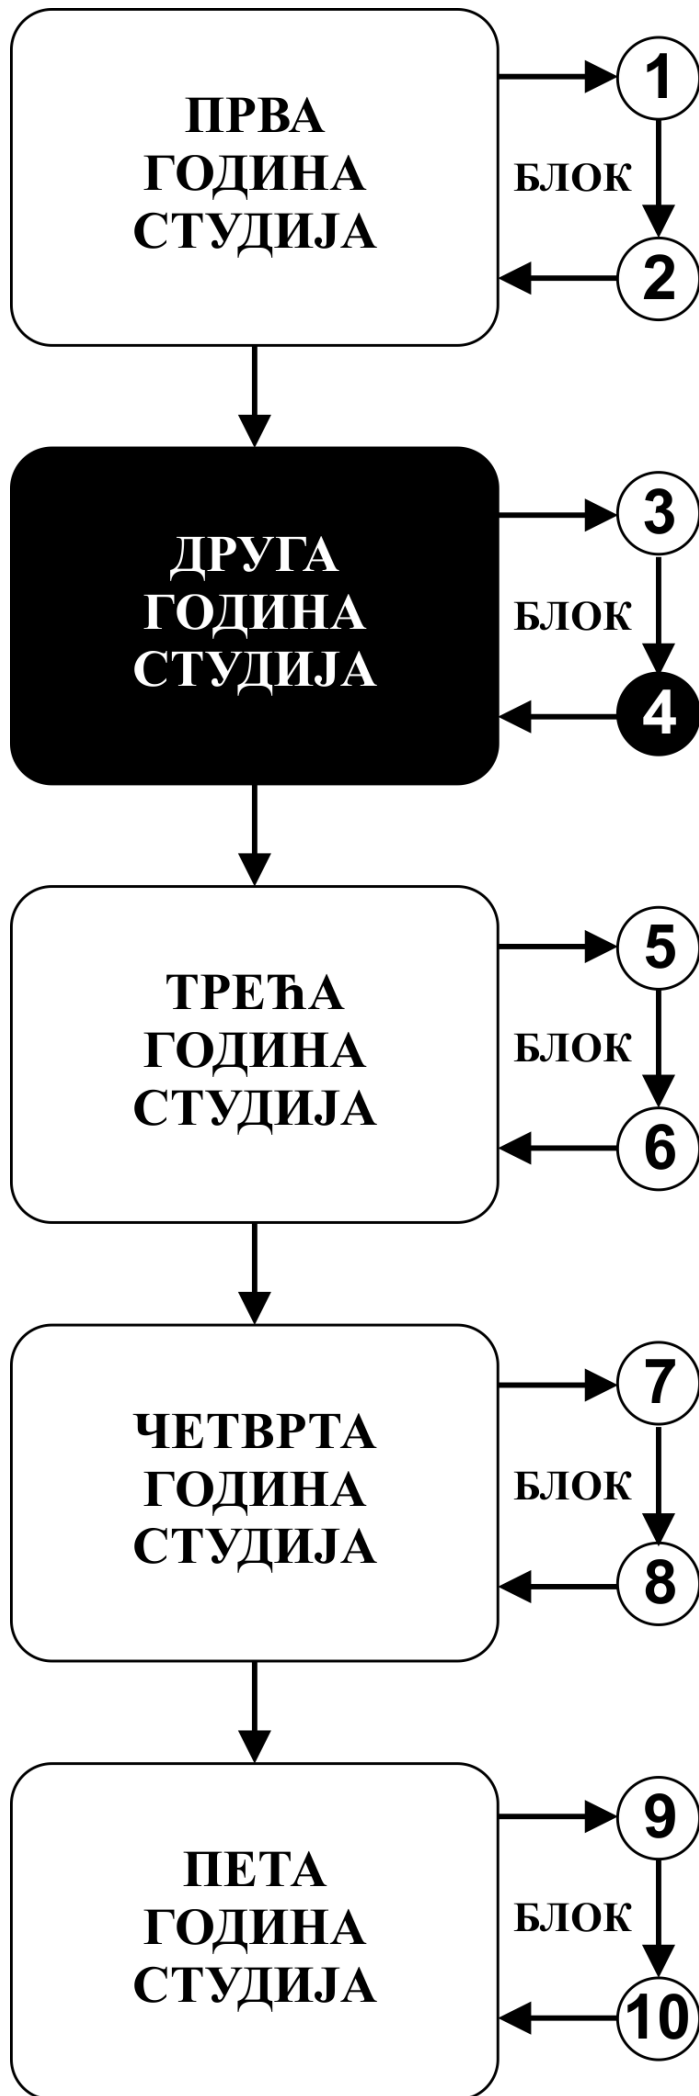 ПРВА
ГОДИНА
СТУДИЈА
1
БЛОК
2
ДРУГА
ГОДИНА
СТУДИЈА
3
БЛОК
4
ТРЕЋА
ГОДИНА
СТУДИЈА
5
БЛОК
6
ЧЕТВРТА
ГОДИНА
СТУДИЈА
7
БЛОК
8
ПЕТА
ГОДИНА
СТУДИЈА
9
БЛОК
10